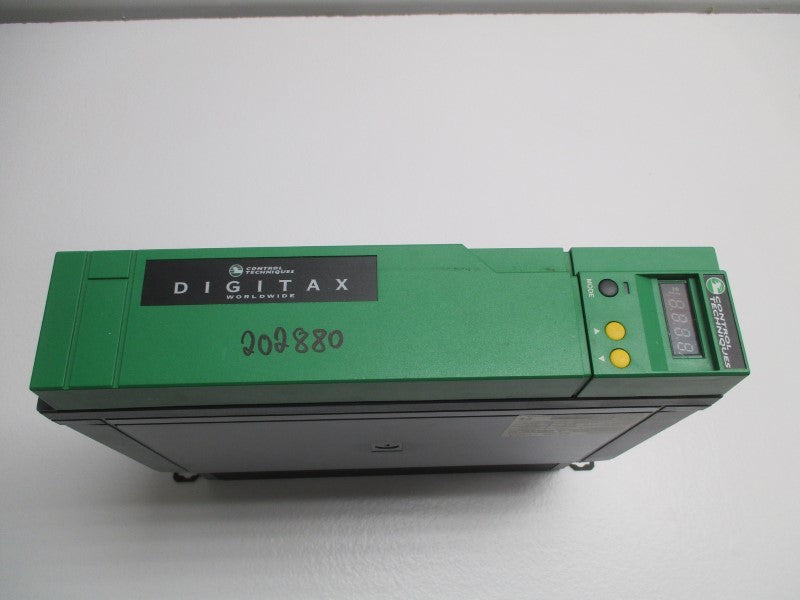 CONTROL
TECHNIQUES
DIGITAX
WORLDWIDE
202880
MODE
CONTROL
TECHNIQUES